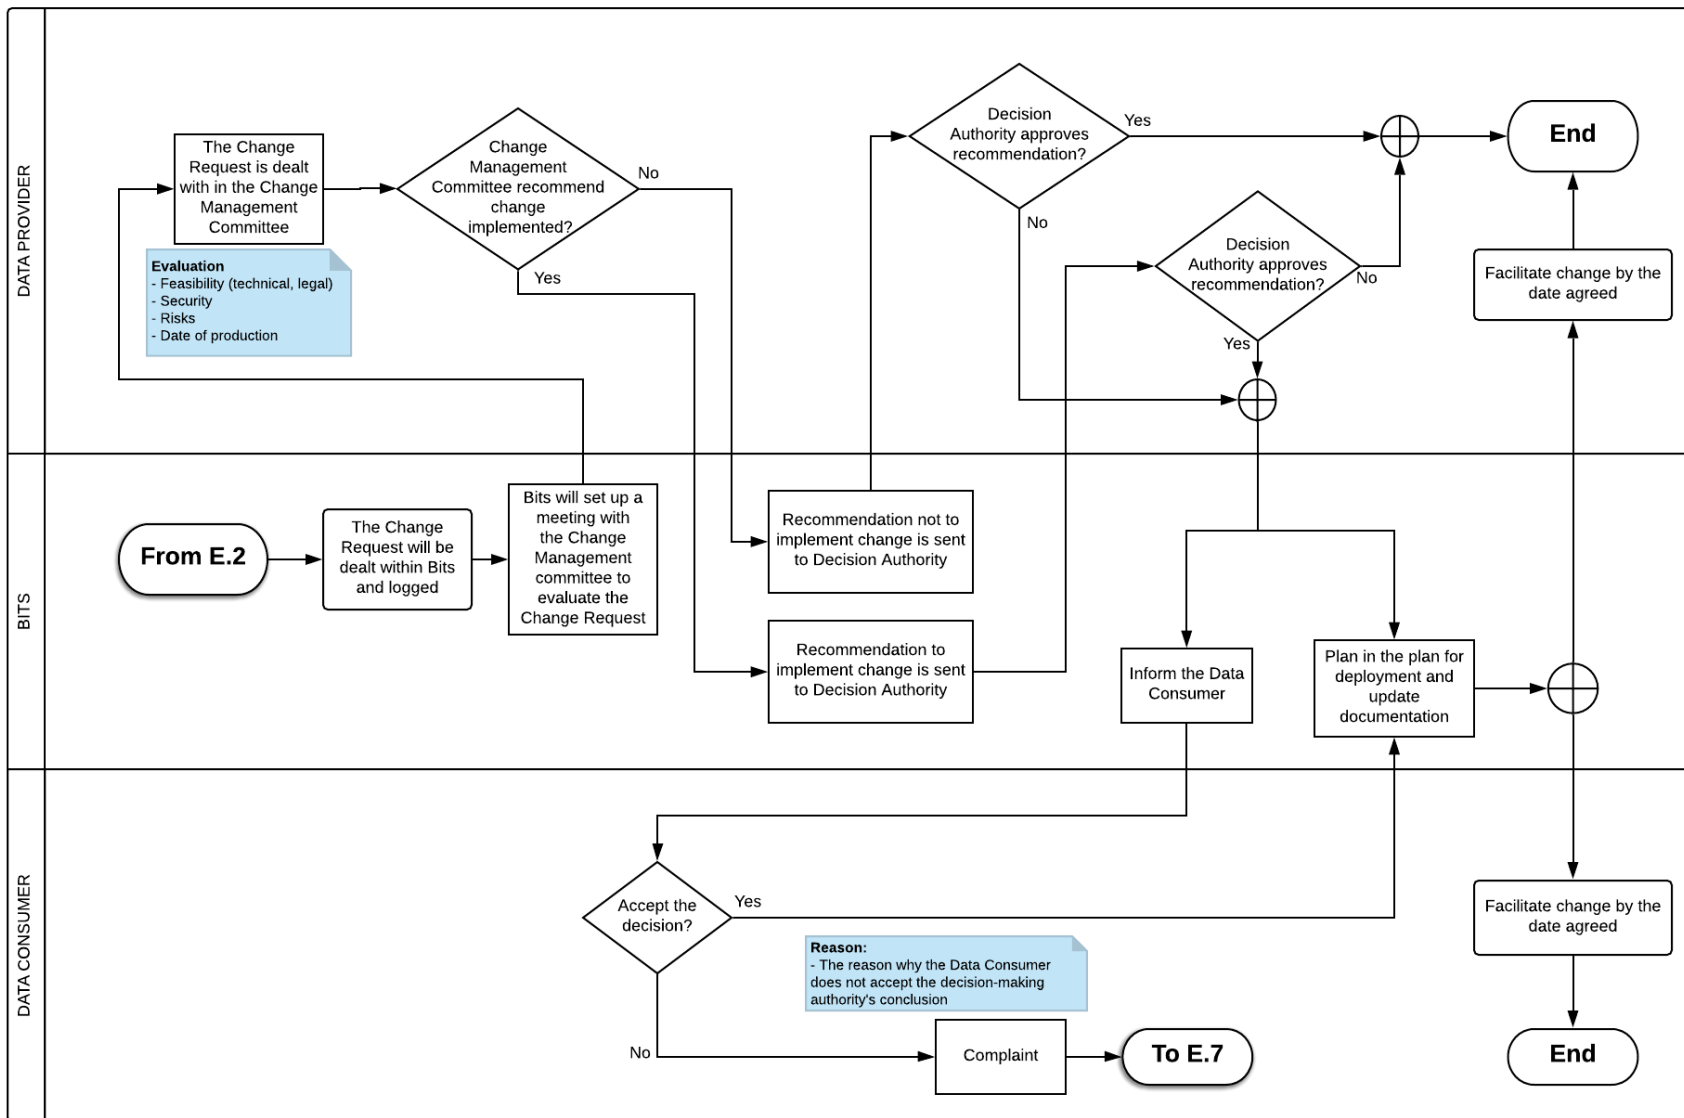 DATA PROVIDER
The Change
Request is dealt
with in the Change
Management
Committee
Evaluation
- Feasibility (technical, legal)
- Security
- Risks
- Date of production
Change
Management
Committee recommend
change
implemented?
No
Yes
Decision
Authority approves
recommendation?
Yes
No
Decision
Authority approves
recommendation?
No
Yes
End
Facilitate change by the
date agreed
BITS
From E.2
The Change
Request will be
dealt within Bits
and logged
Bits will set up a
meeting with
the Change
Management
committee to
evaluate the
Change Request
Recommendation not to
implement change is sent
to Decision Authority
Recommendation to
implement change is sent
to Decision Authority
Inform the Data
Consumer
Plan in the plan for
deployment and
update
documentation
DATA CONSUMER
Accept the
decision?
Yes
No
Reason:
- The reason why the Data Consumer
does not accept the decision-making
authority's conclusion
Complaint
To E.7
Facilitate change by the
date agreed
End